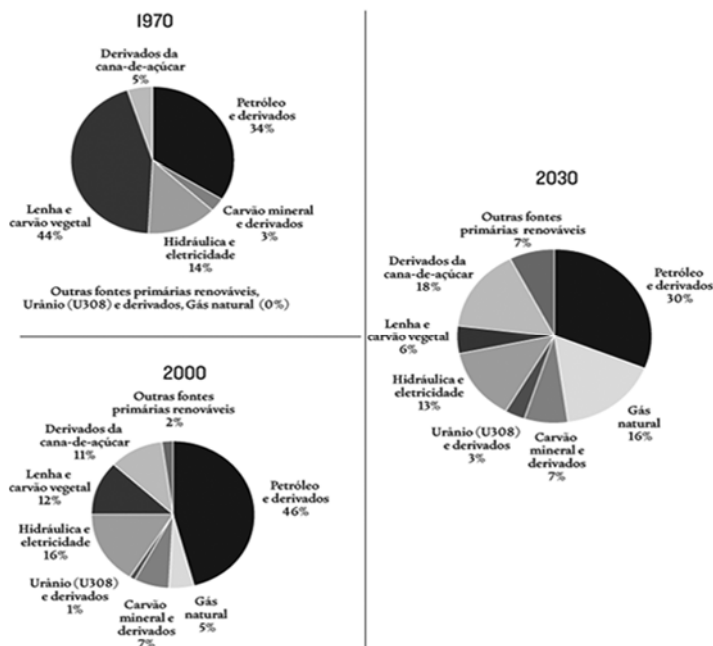 1970
Derivados da
cana-de-açúcar
5%
Petróleo
e derivados
34%
Carvão mineral
e derivados
3%
Hidráulica e
eletricidade
14%
Lenha e
carvão vegetal
44%
Outras fontes primárias renováveis,
Urânio (U308) e derivados, Gás natural (0%)
2000
Outras fontes
primárias renováveis
2%
Derivados da
cana-de-açúcar
11%
Lenha e
carvão vegetal
12%
Hidráulica e
eletricidade
16%
Urânio (U308)
e derivados
1%
Carvão
mineral e
derivados
7%
Gás
natural
5%
Petróleo
e derivados
46%
2030
Outras fontes
primárias renováveis
7%
Derivados da
cana-de-açúcar
18%
Lenha e
carvão vegetal
6%
Hidráulica e
eletricidade
13%
Urânio (U308)
e derivados
3%
Carvão
mineral e
derivados
7%
Gás
natural
16%
Petróleo
e derivados
30%